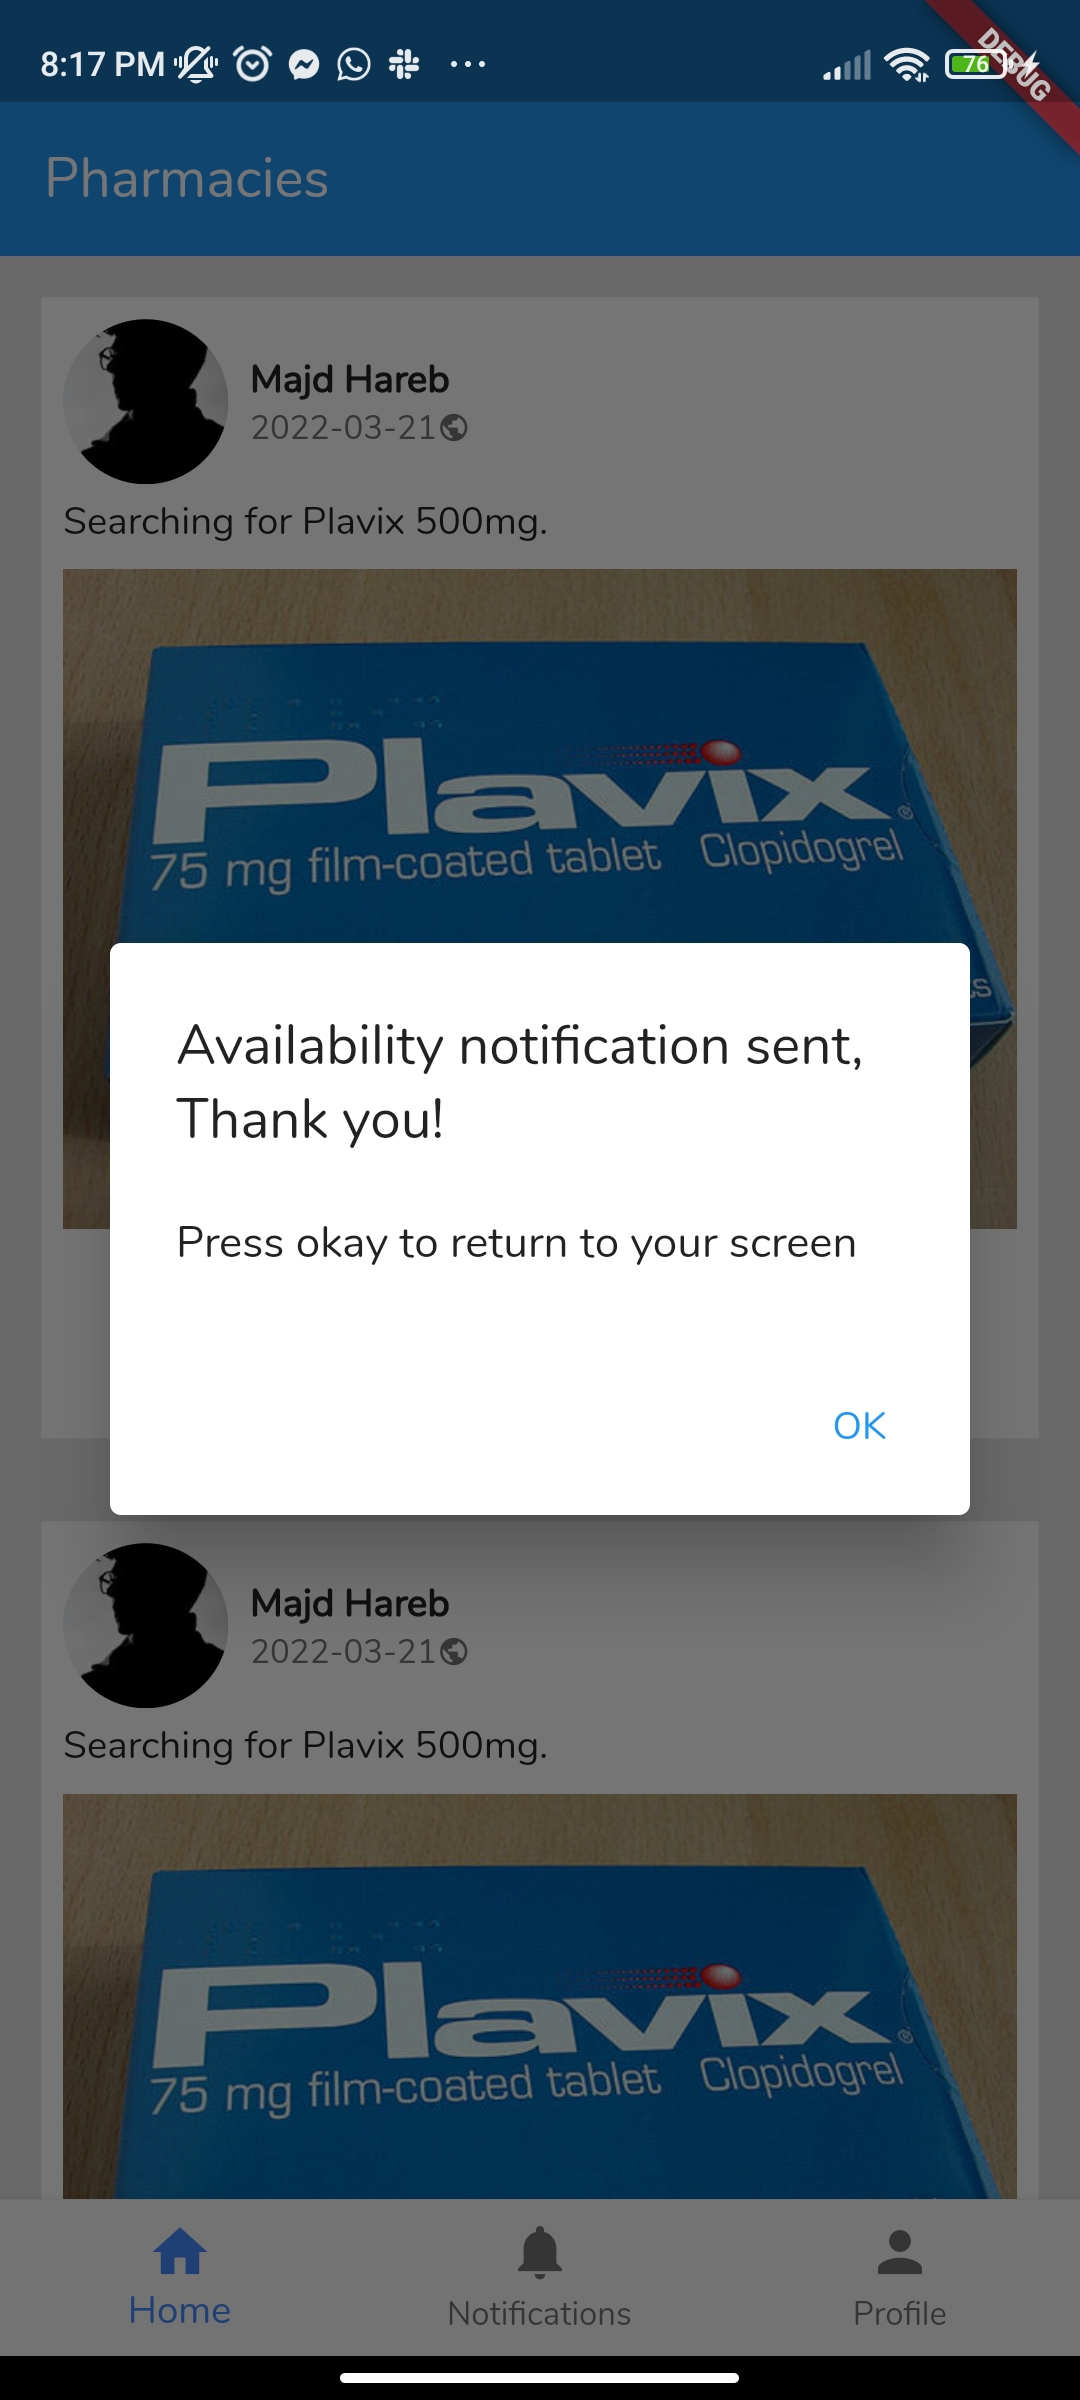 8:17 PM
76
DEBUG
Pharmacies
Majd Hareb
2022-03-21
Searching for Plavix 500mg.
Plavix®
75 mg film-coated tablet Clopidogrel
Availability notification sent,
Thank you!
Press okay to return to your screen
OK
Majd Hareb
2022-03-21
Searching for Plavix 500mg.
Plavix®
75 mg film-coated tablet Clopidogrel
Home
Notifications
Profile